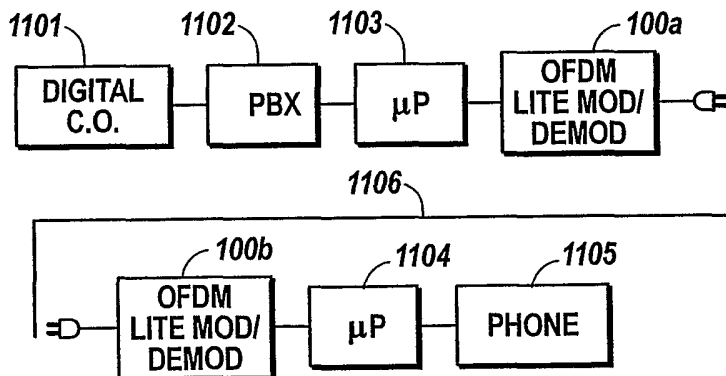 1101
1102
1103
100a
DIGITAL
C.O.
PBX
μP
OFDM
LITE MOD/
DEMOD
1106
100b
1104
1105
OFDM
LITE MOD/
DEMOD
μP
PHONE